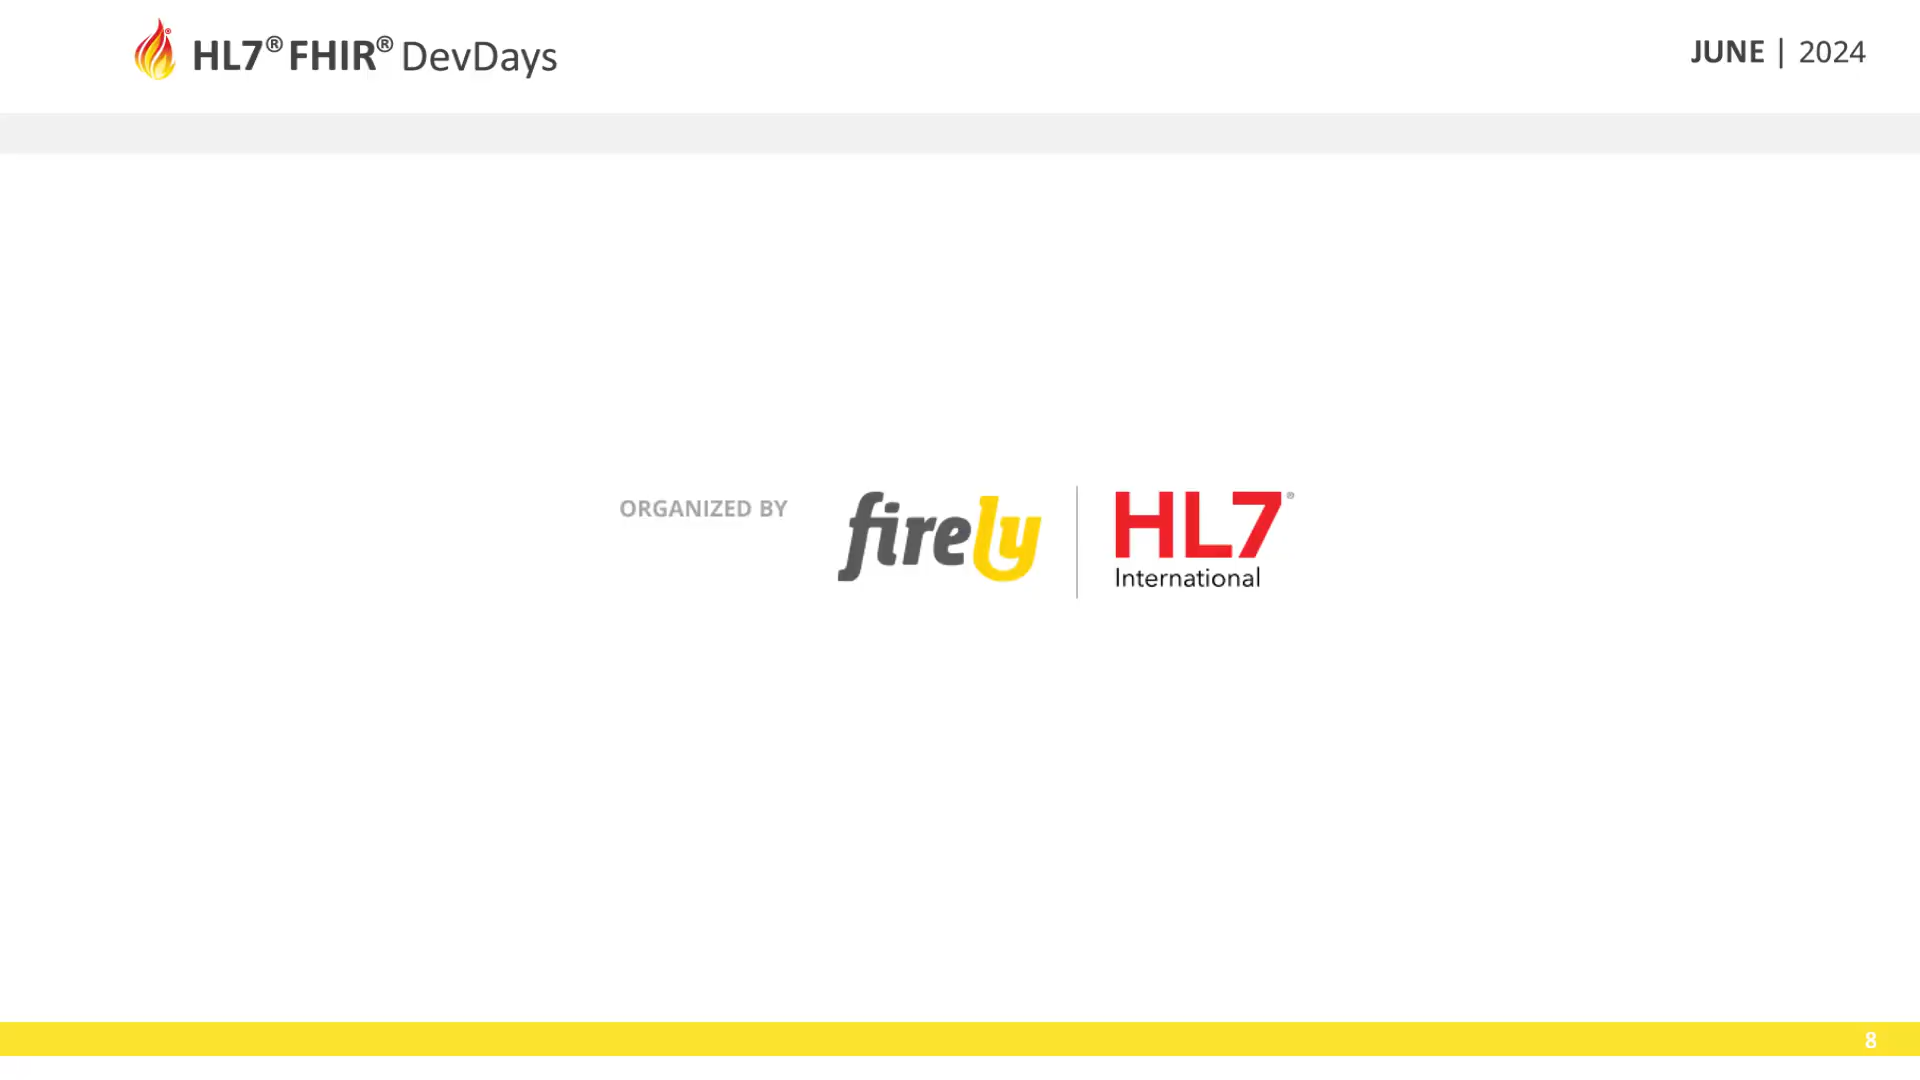 HL7® FHIR® DevDays
JUNE | 2024
ORGANIZED BY
firely
HL7®
International
8